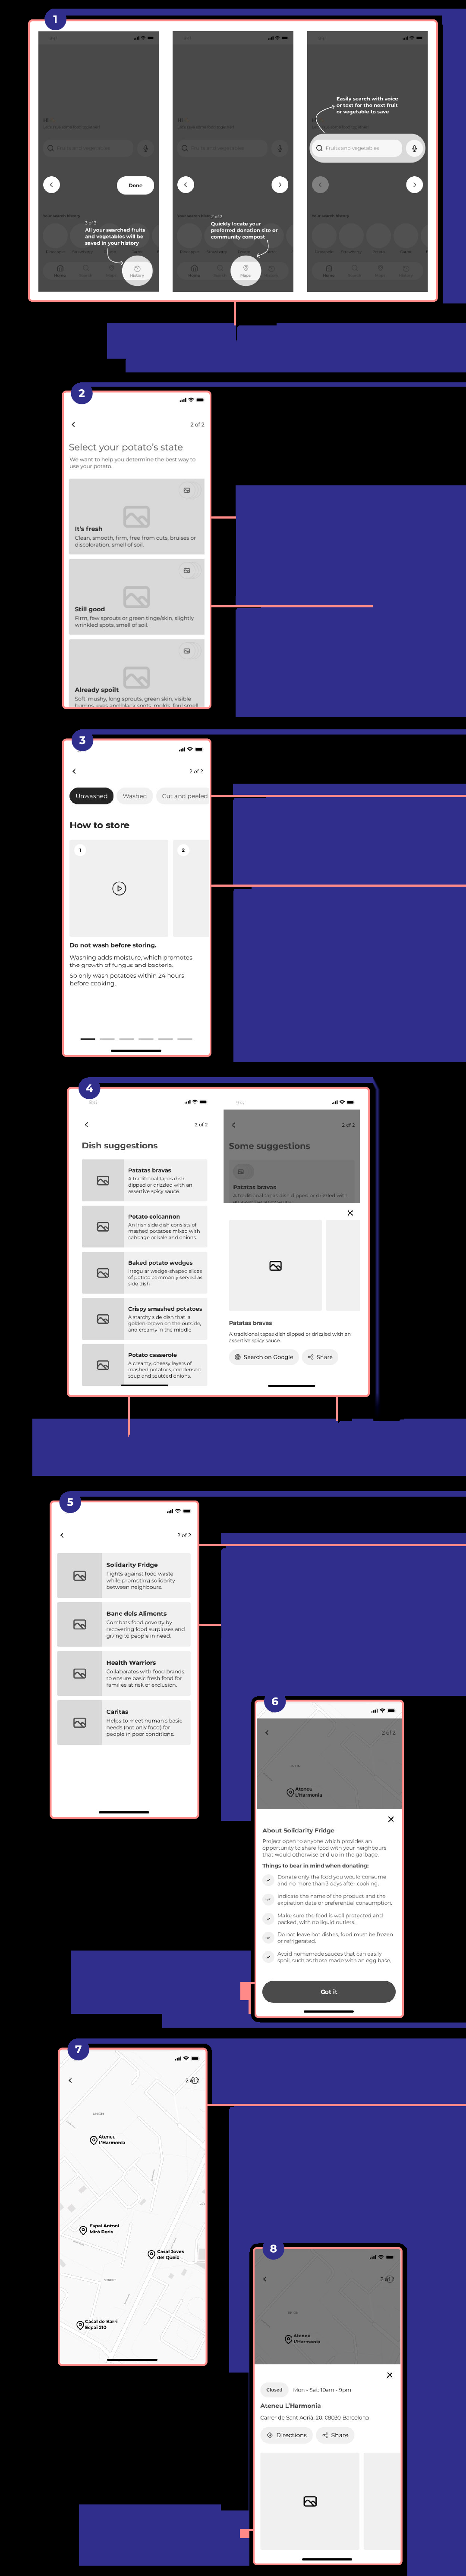 1
Easily search with voice
or text for the next fruit
or vegetable to save
Fruits and vegetables
Done
3 of 3
All your searched fruits
and vegetables will be
saved in your history
History
2 of 3
Quickly locate your
preferred donation site or
community compost
Maps
2
2 of 2
Select your potato's state
We want to help you determine the best way to
use your potato.
It's fresh
Clean, smooth, firm, free from cuts, bruises or
discoloration, smell of soil.
Still good
Firm, few sprouts or green tinge/skin, slightly
wrinkled spots, smell of soil.
Already spoilt
Soft, mushy, long sprouts, green skin, visible
bumps, eyes and black spots, molds, foul smell
3
2 of 2
Unwashed
Washed
Cut and peeled
How to store
1
2
Do not wash before storing.
Washing adds moisture, which promotes
the growth of fungus and bacteria.
So only wash potatoes within 24 hours
before cooking.
4
2 of 2
Dish suggestions
Patatas bravas
A traditional tapas dish
dipped or drizzled with an
assertive spicy sauce
Potato colcannon
An Irish side dish consists of
mashed potatoes mixed with
cabbage or kale and onions.
Baked potato wedges
Irregular wedge-shaped slices
of potato commonly served as
side dish
Crispy smashed potatoes
A starchy side dish that is
golden-brown on the outside,
and creamy in the middle
Potato casserole
A creamy, cheesy layers of
mashed potatoes, condensed
soup and sauteed onions.
2 of 2
Some suggestions
Patatas bravas
A traditional tapas dish dipped or drizzled with
Patatas bravas
A traditional tapas dish dipped or drizzled with an
assertive spicy sauce.
Search on Google
Share
5
2 of 2
Solidarity Fridge
Fights against food waste
while promoting solidarity
between neighbours.
Banc dels Aliments
Combats food poverty by
recovering food surpluses and
giving to people in need.
Health Warriors
Collaborates with food brands
to ensure basic fresh food for
families at risk of exclusion.
Caritas
Helps to meet human's basic
needs (not only food) for
people in poor conditions.
6
2 of 2
Ateneu
L'Harmonia
About Solidarity Fridge
Project open to anyone which provides an
opportunity to share food with your neighbours
that would otherwise end up in the garbage.
Things to bear in mind when donating:
Donate only the food you would consume
and no more than 3 days after cooking.
Indicate the name of the product and the
expiration date or preferential consumption.
Make sure the food is well protected and
packed, with no liquid outlets.
Do not leave hot dishes, food must be frozen
or refrigerated.
Avoid homemade sauces that can easily
spoil, such as those made with an egg base.
Got it
7
Ateneu
L'Harmonia
Espai Antoni
Miró Peris
Casal Joves
del Queix
Casal de Barri
Espai 210
8
Ateneu
L'Harmonia
Closed
Mon - Sat: 10am - 9pm
Ateneu L'Harmonia
Carrer de Sant Adrià, 20, 08030 Barcelona
Directions
Share